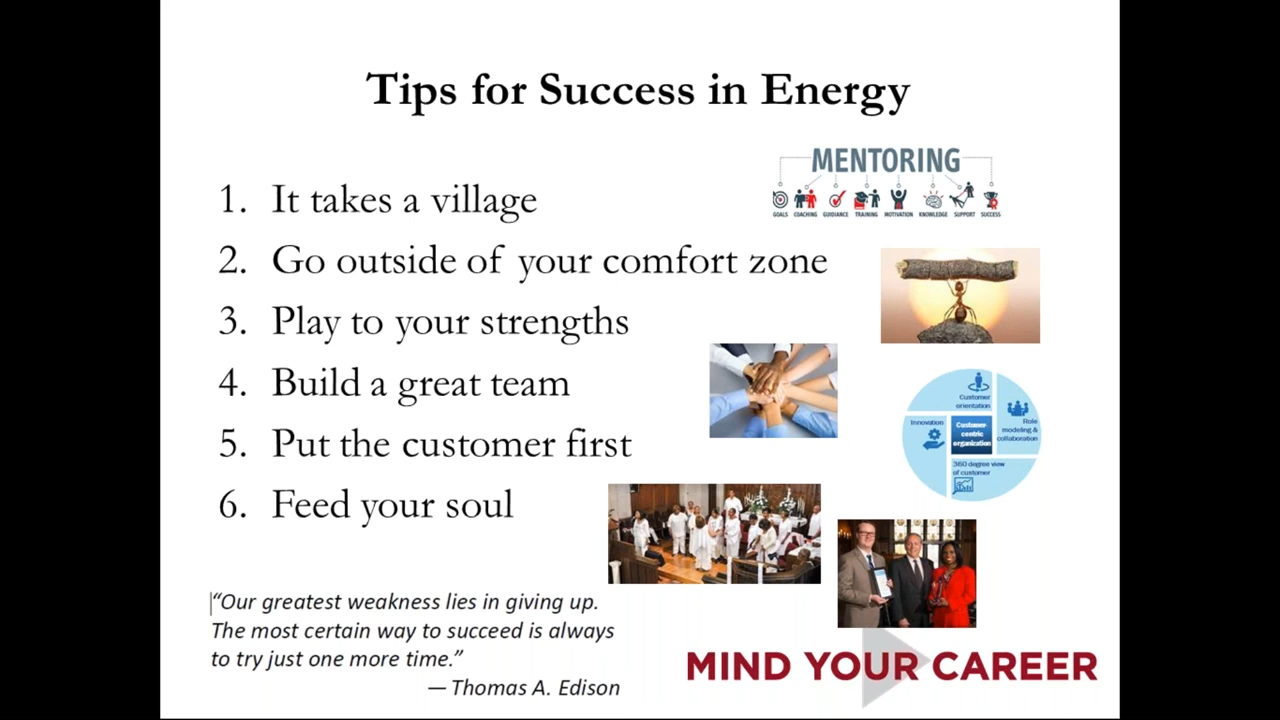 Tips for Success in Energy
MENTORING
GOALS COACHING GUIDANCE TRAINING MOTIVATION KNOWLEDGE SUPPORT SUCCESS
1. It takes a village
2. Go outside of your comfort zone
3. Play to your strengths
4. Build a great team
5. Put the customer first
6. Feed your soul
Customer
orientation
Innovation
Customer-
centric
organization
Role
modeling &
collaboration
360 degree view
of customer
“Our greatest weakness lies in giving up.
The most certain way to succeed is always
to try just one more time.”
— Thomas A. Edison
MIND YOUR CAREER